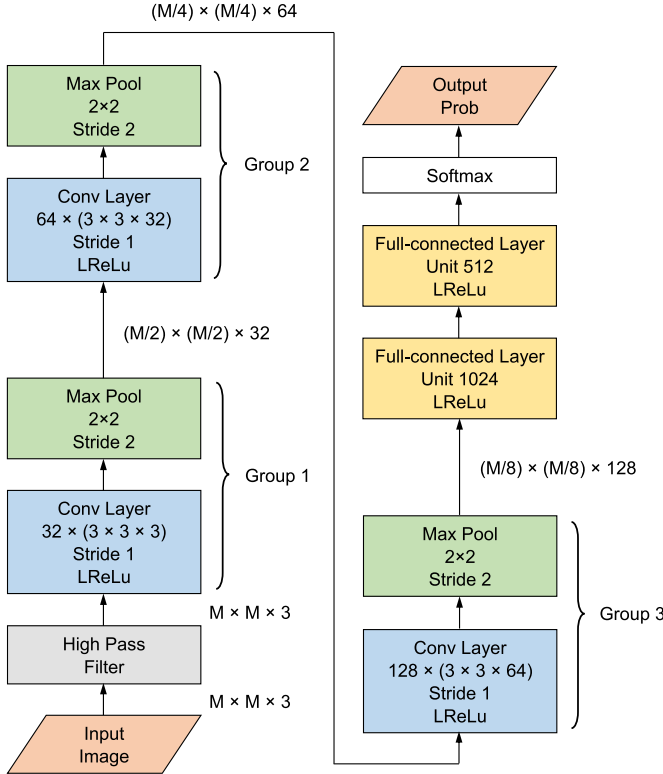 (M/4) × (M/4) × 64
Max Pool
2×2
Stride 2
Group 2
Conv Layer
64 × (3 × 3 × 32)
Stride 1
LReLu
(M/2) × (M/2) × 32
Max Pool
2×2
Stride 2
Group 1
Conv Layer
32 × (3 × 3 × 3)
Stride 1
LReLu
M × M × 3
High Pass
Filter
M × M × 3
Input
Image
Output
Prob
Softmax
Full-connected Layer
Unit 512
LReLu
Full-connected Layer
Unit 1024
LReLu
(M/8) × (M/8) × 128
Max Pool
2×2
Stride 2
Group 3
Conv Layer
128 × (3 × 3 × 64)
Stride 1
LReLu